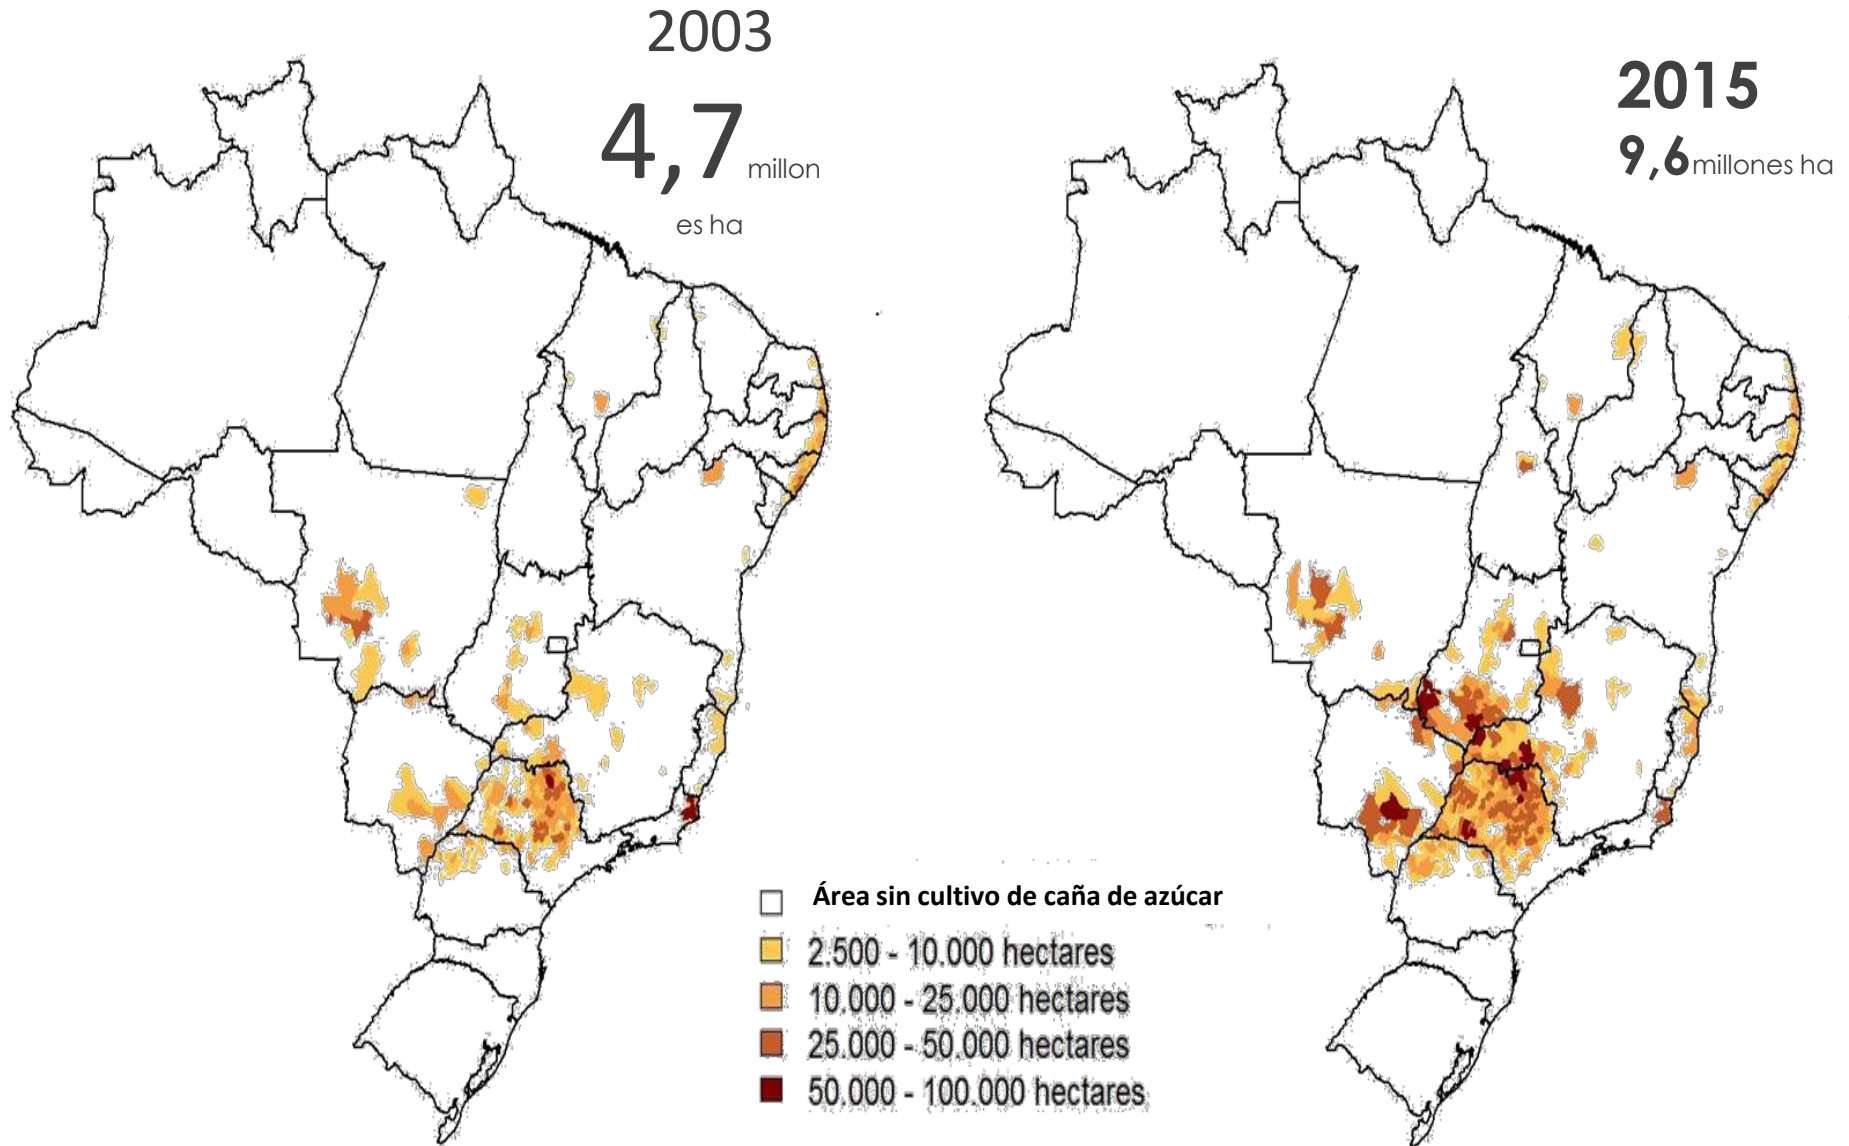 2003
4,7 millon
es ha
2015
9,6 millones ha
Área sin cultivo de caña de azúcar
2.500 - 10.000 hectares
10.000 - 25.000 hectares
25.000 - 50.000 hectares
50.000 - 100.000 hectares